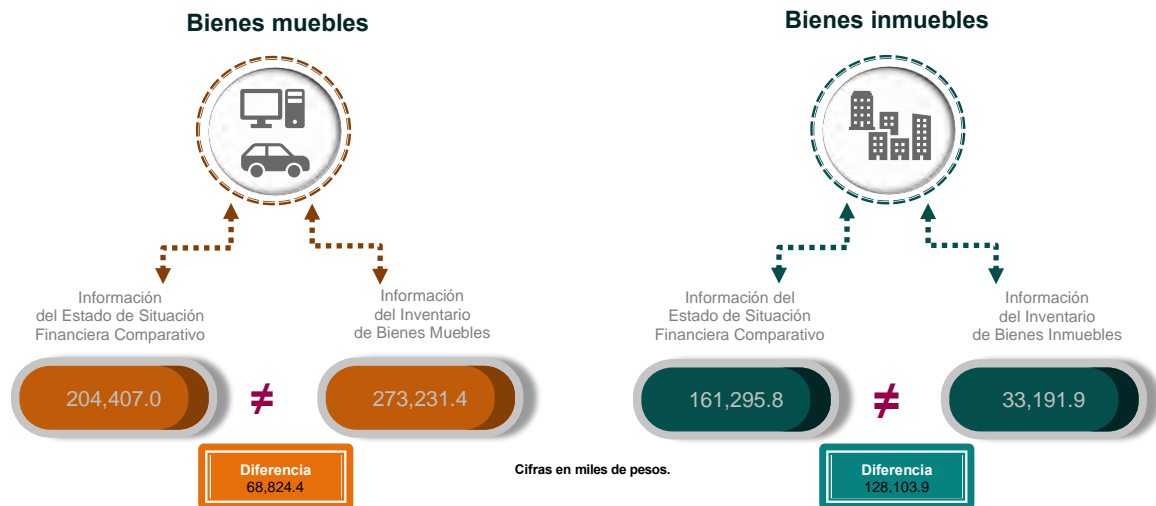 Bienes muebles
Información
del Estado de Situación
Financiera Comparativo
204,407.0
≠
Información
del Inventario
de Bienes Muebles
273,231.4
Diferencia
68,824.4
Cifras en miles de pesos.
Bienes inmuebles
Información del
Estado de Situación
Financiera Comparativo
161,295.8
≠
Información
del Inventario
de Bienes Inmuebles
33,191.9
Diferencia
128,103.9